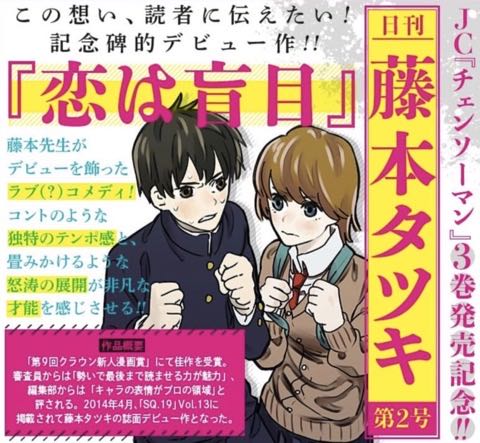 JC『チェンソーマン』3巻発売記念!!
日刊
藤本タツキ
第2号
この想い、読者に伝えたい!
記念碑的デビュー作!!
『恋は盲目』
藤本先生が
デビューを飾った
ラブ(?)コメディ!
コントのような
独特のテンポ感と、
畳みかけるような
怒涛の展開が非凡な
才能を感じさせる!!
作品概要
「第9回クラウン新人漫画賞」にて佳作を受賞。
審査員からは「勢いで最後まで読ませる力が魅力」、
編集部からは「キャラの表情がプロの領域」と
評される。2014年4月、「SQ.19」Vol.13に
掲載されて藤本タツキの誌面デビュー作となった。